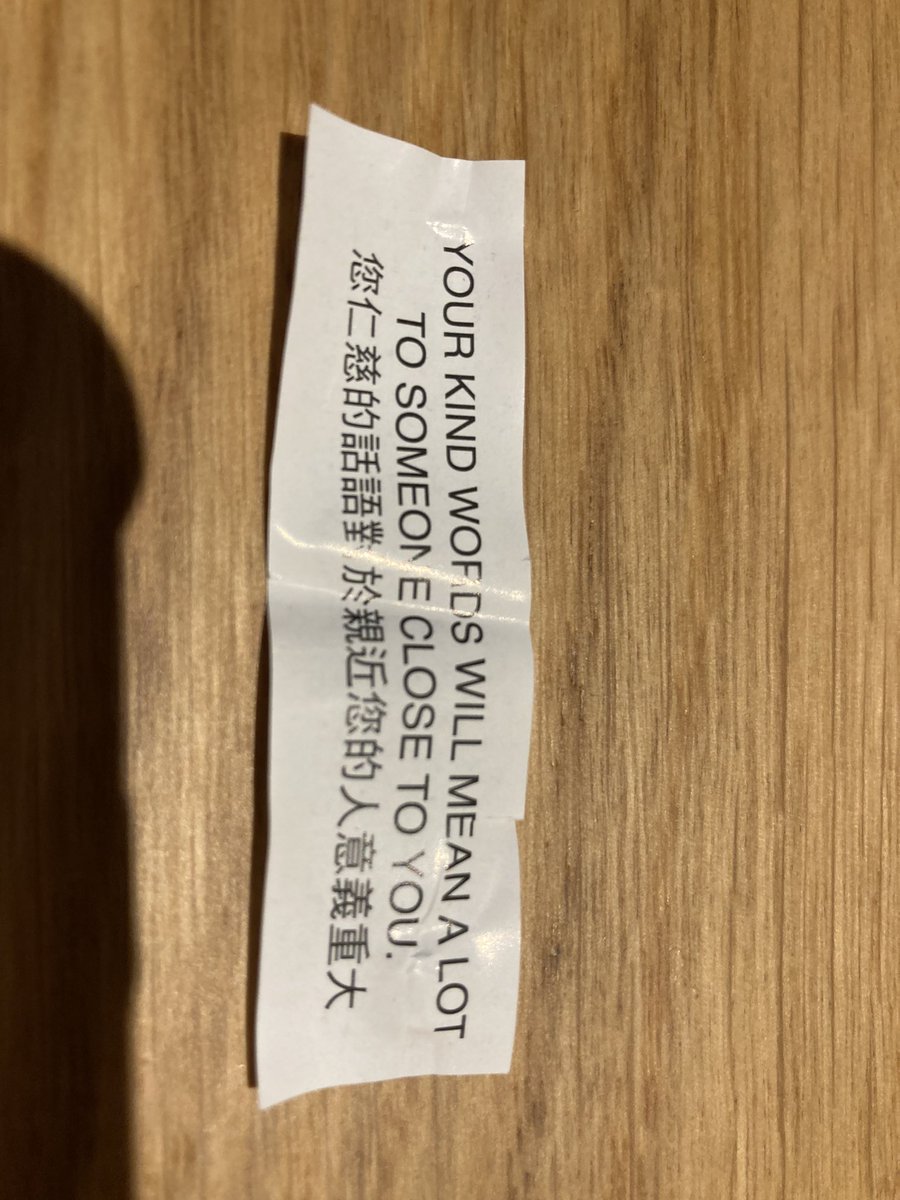 YOUR KIND WORDS WILL MEAN A LOT
TO SOMEONE CLOSE TO YOU.
您仁慈的話語對於親近您的人意義重大